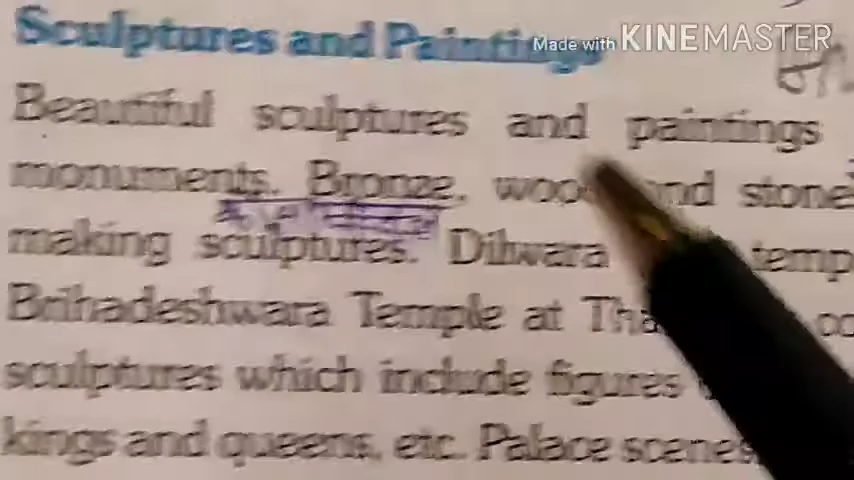 Sculptures and Paintings
Made with KINEMASTER
Beautiful sculptures and paintings
monuments. Bronze, wood and stone
making sculptures. Dilwara temp
Brihadeshwara Temple at Tha co
sculptures which include figures
kings and queens, etc. Palace scenes,